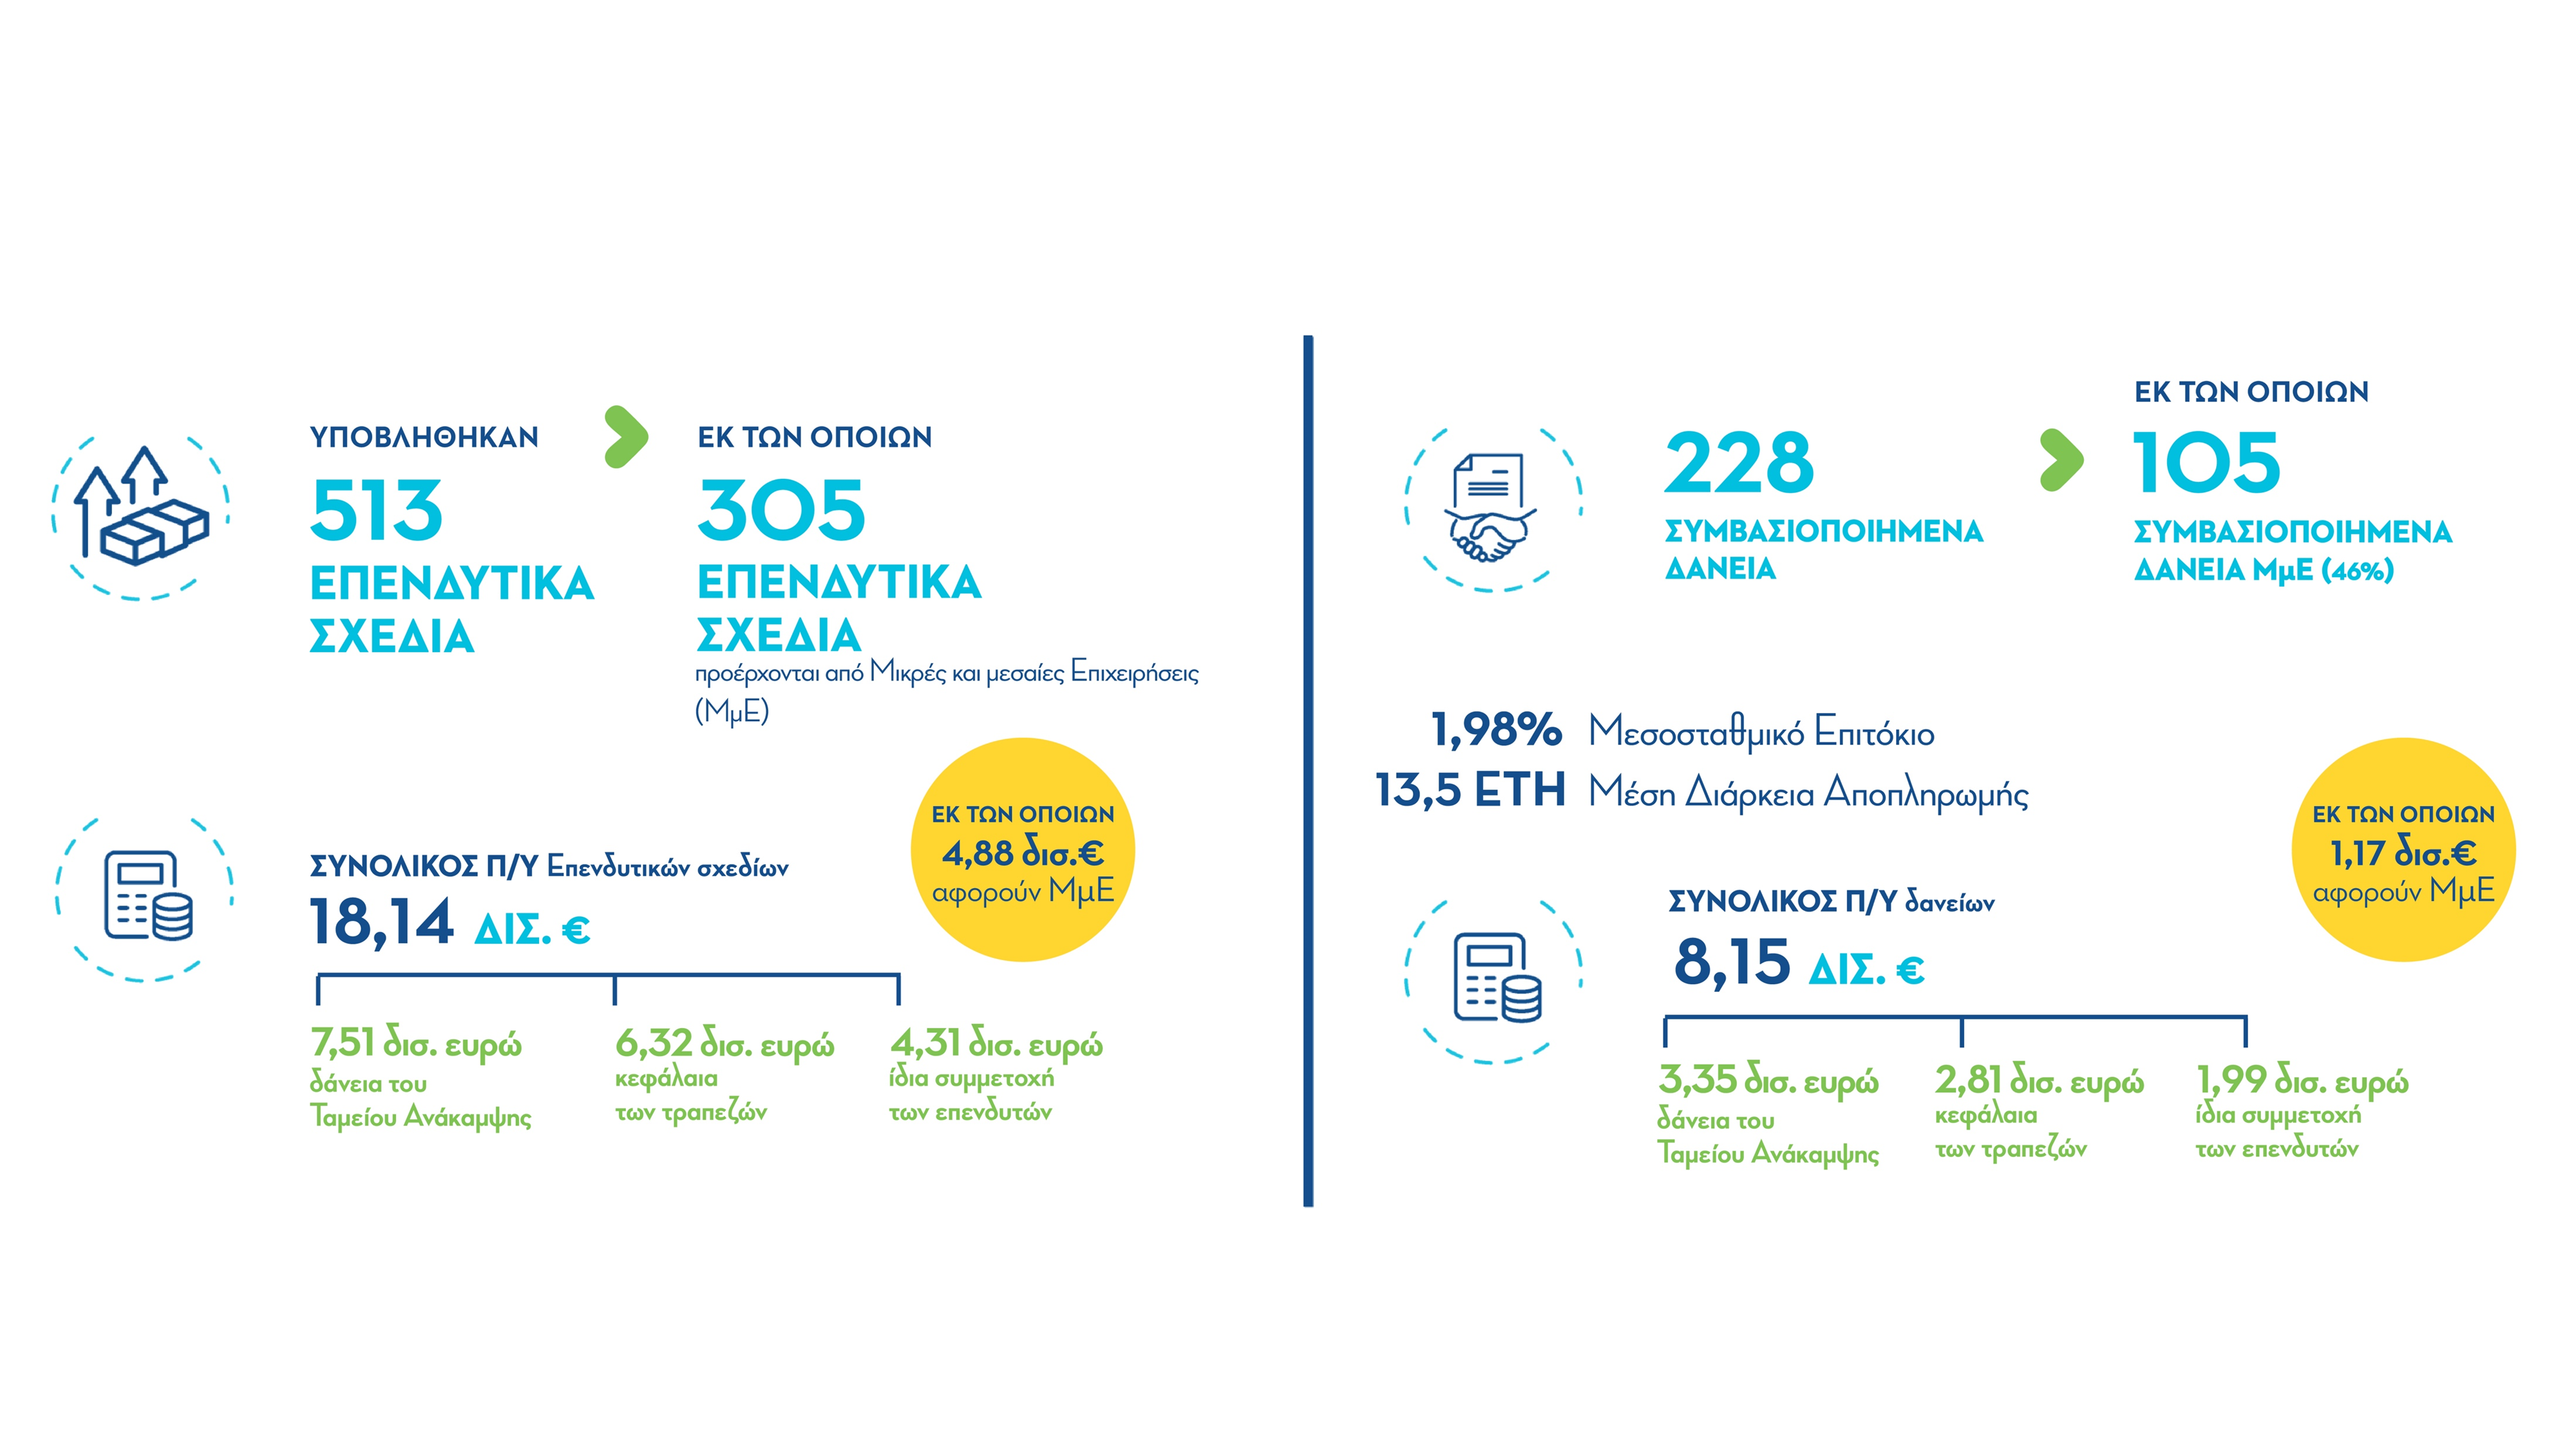 ΥΠΟΒΛΗΘΗΚΑΝ
513
ΕΠΕΝΔΥΤΙΚΑ
ΣΧΕΔΙΑ
ΕΚ ΤΩΝ ΟΠΟΙΩΝ
305
ΕΠΕΝΔΥΤΙΚΑ
ΣΧΕΔΙΑ
προέρχονται από Μικρές και μεσαίες Επιχειρήσεις
(ΜμΕ)
ΣΥΝΟΛΙΚΟΣ Π/Υ Επενδυτικών σχεδίων
18,14 ΔΙΣ. €
ΕΚ ΤΩΝ ΟΠΟΙΩΝ
4,88 δισ.€
αφορούν ΜμΕ
7,51 δισ. ευρώ
δάνεια του
Ταμείου Ανάκαμψης
6,32 δισ. ευρώ
κεφάλαια
των τραπεζών
4,31 δισ. ευρώ
ίδια συμμετοχή
των επενδυτών
228
ΣΥΜΒΑΣΙΟΠΟΙΗΜΕΝΑ
ΔΑΝΕΙΑ
ΕΚ ΤΩΝ ΟΠΟΙΩΝ
105
ΣΥΜΒΑΣΙΟΠΟΙΗΜΕΝΑ
ΔΑΝΕΙΑ ΜμΕ (46%)
1,98% Μεσοσταθμικό Επιτόκιο
13,5 ΕΤΗ Μέση Διάρκεια Αποπληρωμής
ΕΚ ΤΩΝ ΟΠΟΙΩΝ
1,17 δισ.€
αφορούν ΜμΕ
ΣΥΝΟΛΙΚΟΣ Π/Υ δανείων
8,15 ΔΙΣ. €
3,35 δισ. ευρώ
δάνεια του
Ταμείου Ανάκαμψης
2,81 δισ. ευρώ
κεφάλαια
των τραπεζών
1,99 δισ. ευρώ
ίδια συμμετοχή
των επενδυτών